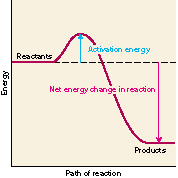 Reactants
Activation energy
Energy
Net energy change in reaction
Products
Path of reaction